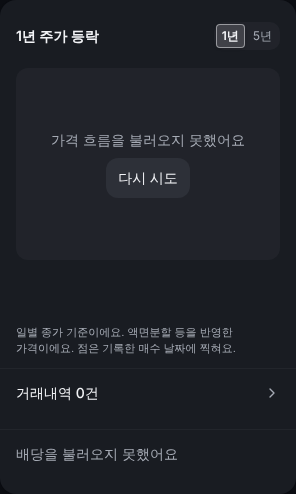 1년 주가 등락
1년 5년
가격 흐름을 불러오지 못했어요
다시 시도
일별 종가 기준이에요. 액면분할 등을 반영한
가격이에요. 점은 기록한 매수 날짜에 찍혀요.
거래내역 0건
배당을 불러오지 못했어요